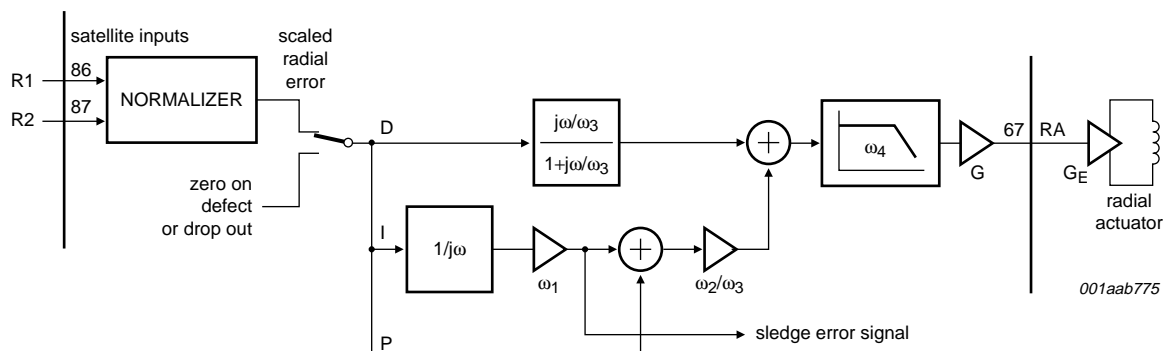 satellite inputs
scaled
radial
error
R1
86
R2
87
NORMALIZER
D
jω/ω3
1+jω/ω3
ω4
G
67
RA
GE
radial
actuator
zero on
defect
or drop out
I
1/jω
ω1
ω2/ω3
001aab775
P
sledge error signal